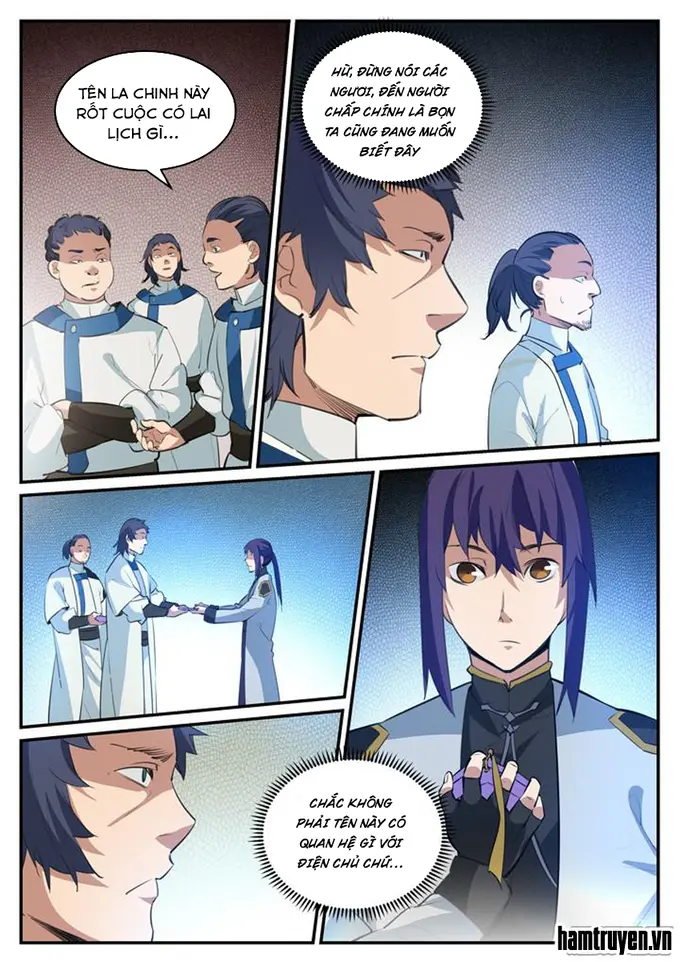 TÊN LA CHINH NÀY
RỐT CUỘC CÓ LAI
LỊCH GÌ...
HỪ, ĐỪNG NÓI CÁC
NGƯƠI, ĐẾN NGƯỜI
CHẤP CHÍNH LÀ BỌN
TA CŨNG ĐANG MUỐN
BIẾT ĐÂY
CHẮC KHÔNG
PHẢI TÊN NÀY CÓ
QUAN HỆ GÌ VỚI
ĐIỆN CHỦ CHỨ...
hamtruyen.vn